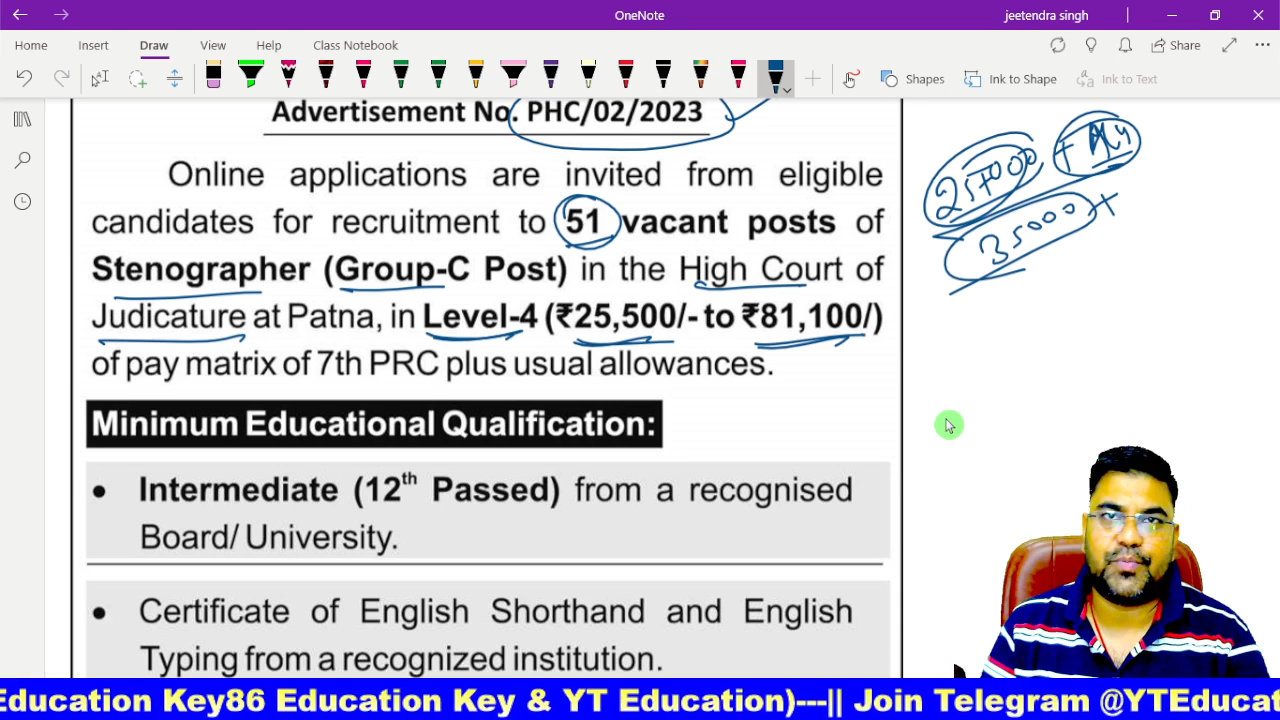 OneNote
jeetendra singh
Home Insert Draw View Help Class Notebook
Share
Shapes
Ink to Shape
Ink to Text
Advertisement No. PHC/02/2023
Online applications are invited from eligible
candidates for recruitment to 51 vacant posts of
Stenographer (Group-C Post) in the High Court of
Judicature at Patna, in Level-4 (₹25,500/- to ₹81,100/)
of pay matrix of 7th PRC plus usual allowances.
Minimum Educational Qualification:
• Intermediate (12th Passed) from a recognised
Board/ University.
• Certificate of English Shorthand and English
Typing from a recognized institution.
35000+
Education Key86 Education Key & YT Education)---|| Join Telegram @YTEducat